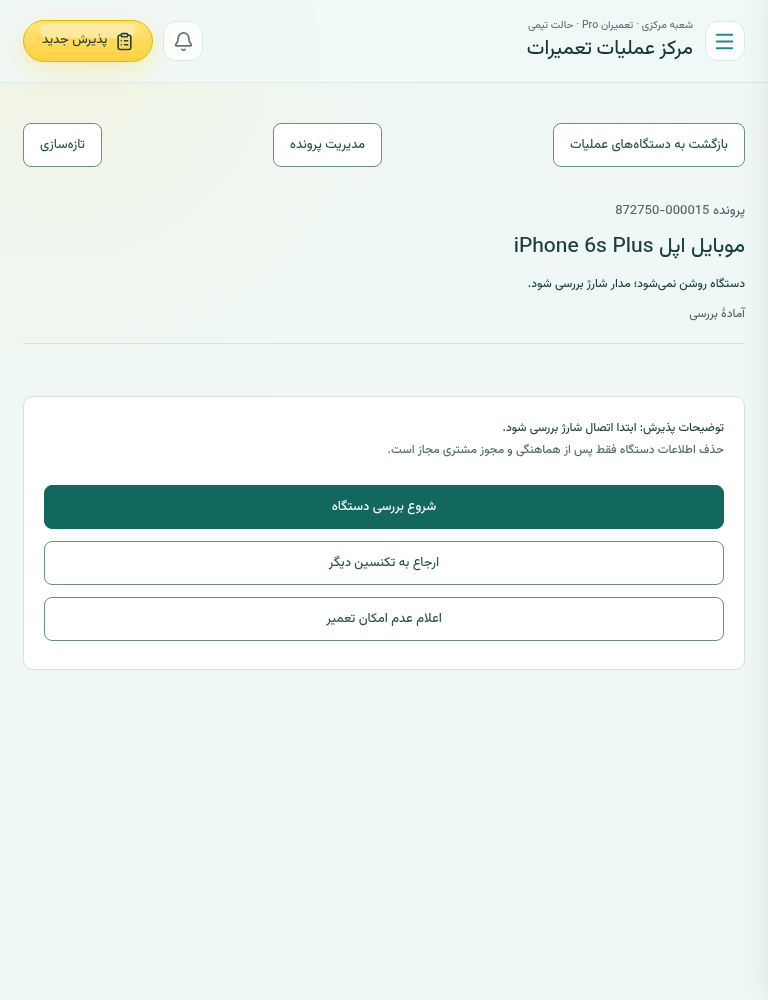 شعبه مرکزی · تعمیران Pro · حالت تیمی
مرکز عملیات تعمیرات
پذیرش جدید
بازگشت به دستگاه‌های عملیات
مدیریت پرونده
تازه‌سازی
پرونده 872750-000015
موبایل اپل iPhone 6s Plus
دستگاه روشن نمی‌شود؛ مدار شارژ بررسی شود.
آمادهٔ بررسی
توضیحات پذیرش: ابتدا اتصال شارژ بررسی شود.
حذف اطلاعات دستگاه فقط پس از هماهنگی و مجوز مشتری مجاز است.
شروع بررسی دستگاه
ارجاع به تکنسین دیگر
اعلام عدم امکان تعمیر